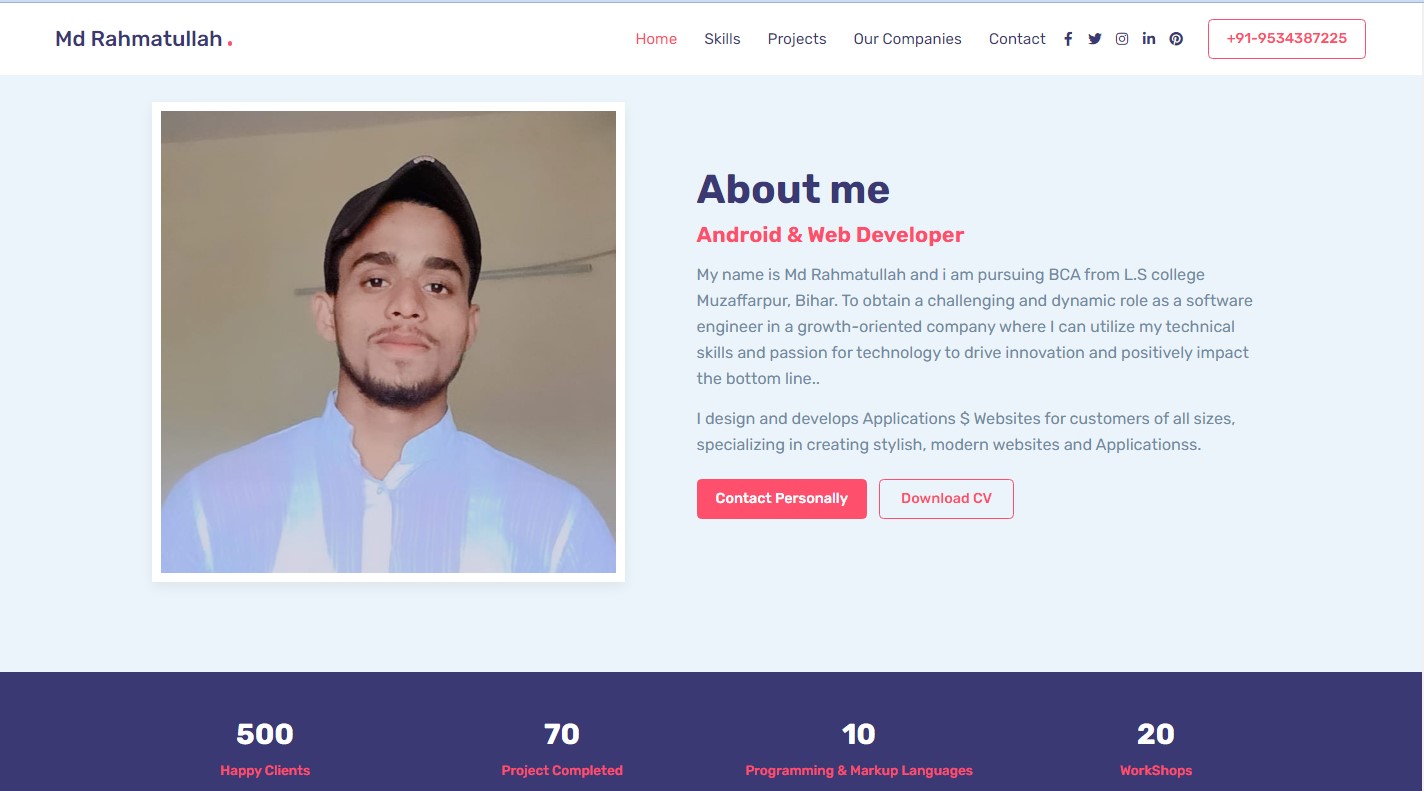 Md Rahmatullah .
Home Skills Projects Our Companies Contact +91-9534387225
About me
Android & Web Developer
My name is Md Rahmatullah and i am pursuing BCA from L.S college
Muzaffarpur, Bihar. To obtain a challenging and dynamic role as a software
engineer in a growth-oriented company where I can utilize my technical
skills and passion for technology to drive innovation and positively impact
the bottom line..
I design and develops Applications $ Websites for customers of all sizes,
specializing in creating stylish, modern websites and Applicationss.
Contact Personally Download CV
500 70 10 20
Happy Clients Project Completed Programming & Markup Languages WorkShops